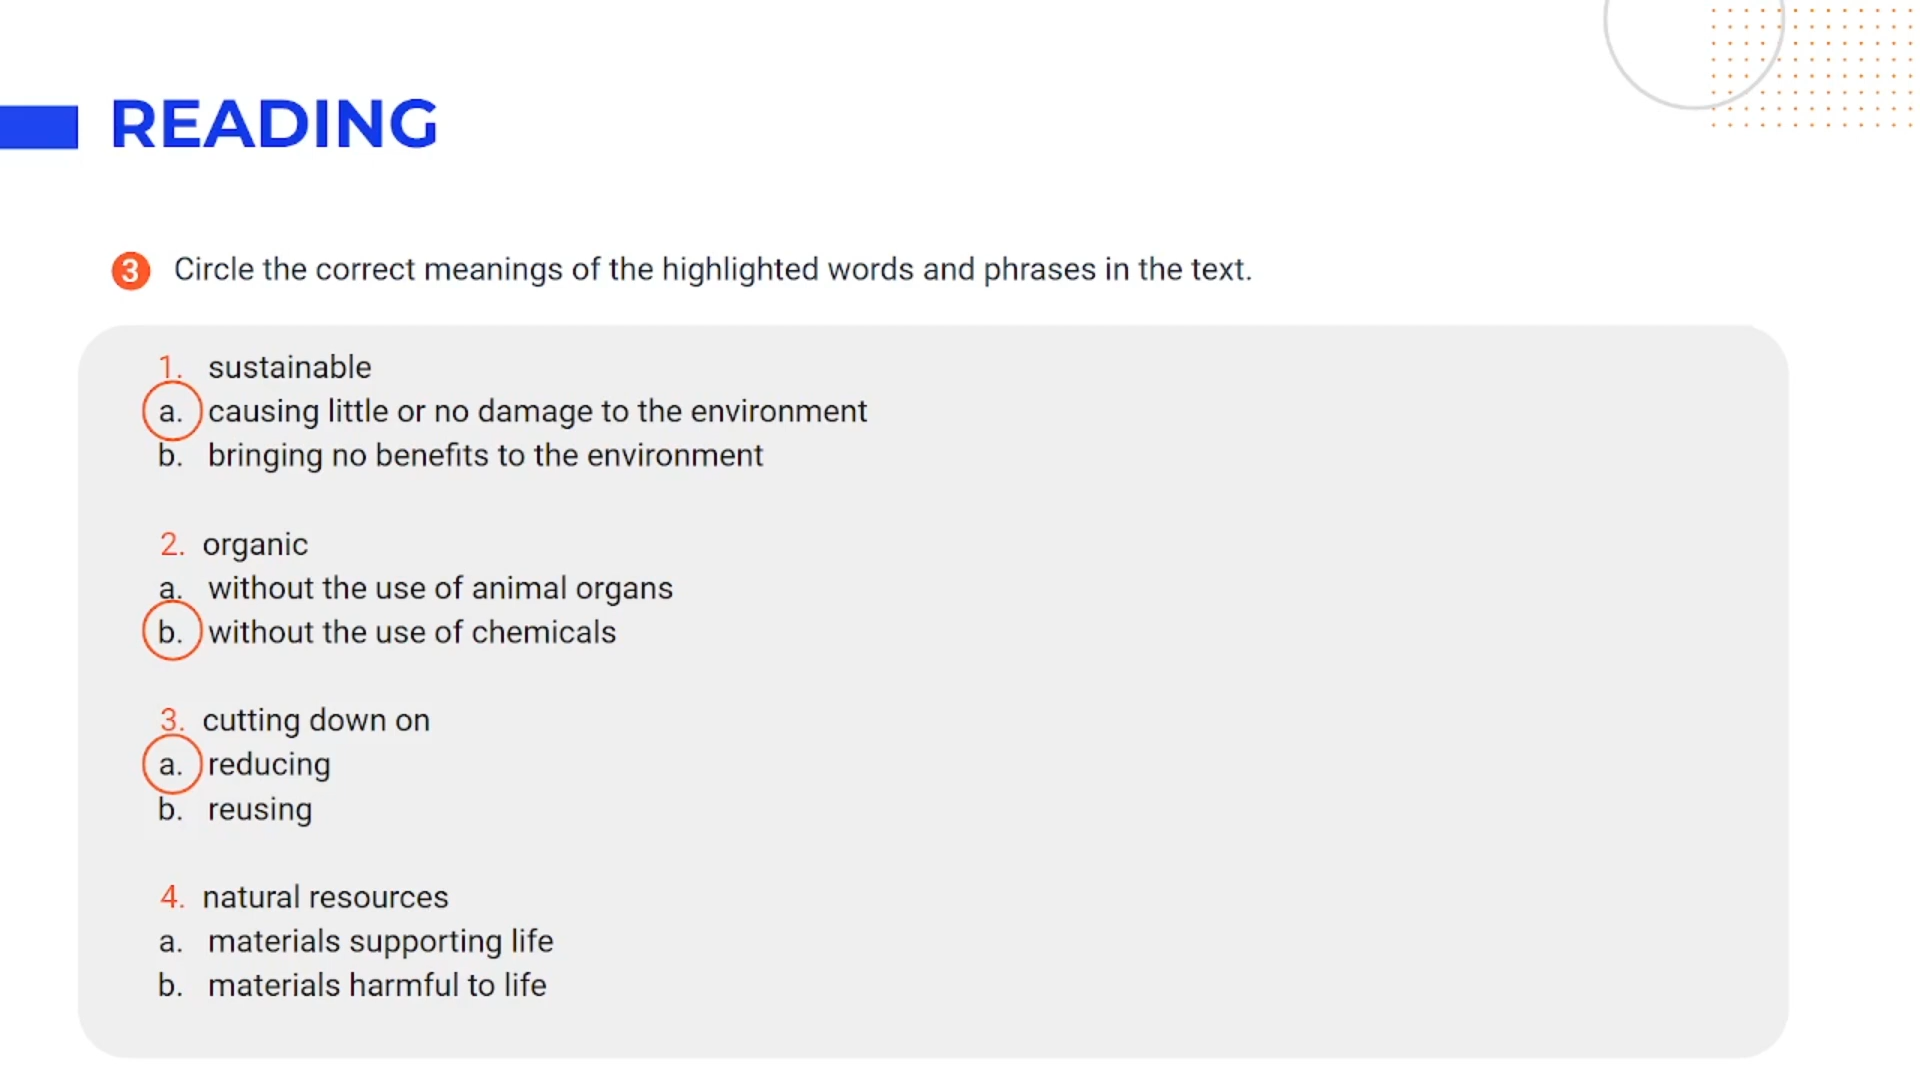 READING
3 Circle the correct meanings of the highlighted words and phrases in the text.
1. sustainable
a. causing little or no damage to the environment
b. bringing no benefits to the environment
2. organic
a. without the use of animal organs
b. without the use of chemicals
3. cutting down on
a. reducing
b. reusing
4. natural resources
a. materials supporting life
b. materials harmful to life